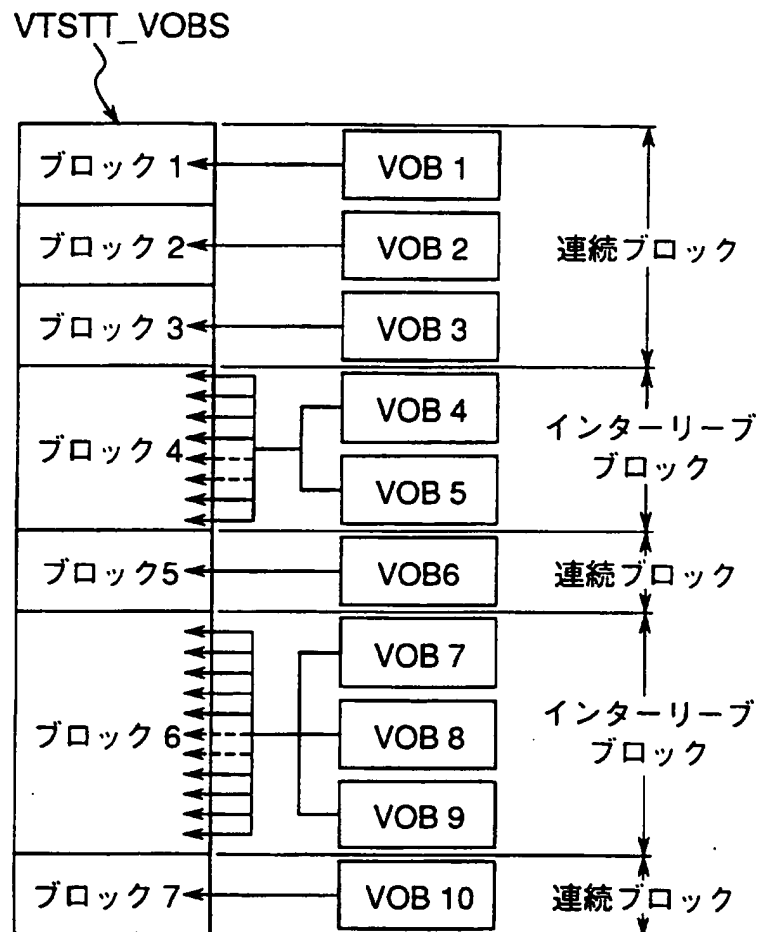 VTSTT_VOBS
ブロック 1
VOB 1
ブロック 2
VOB 2
連続ブロック
ブロック 3
VOB 3
ブロック 4
VOB 4
VOB 5
インターリーブ
ブロック
ブロック5
VOB6
連続ブロック
ブロック 6
VOB 7
VOB 8
VOB 9
インターリーブ
ブロック
ブロック 7
VOB 10
連続ブロック